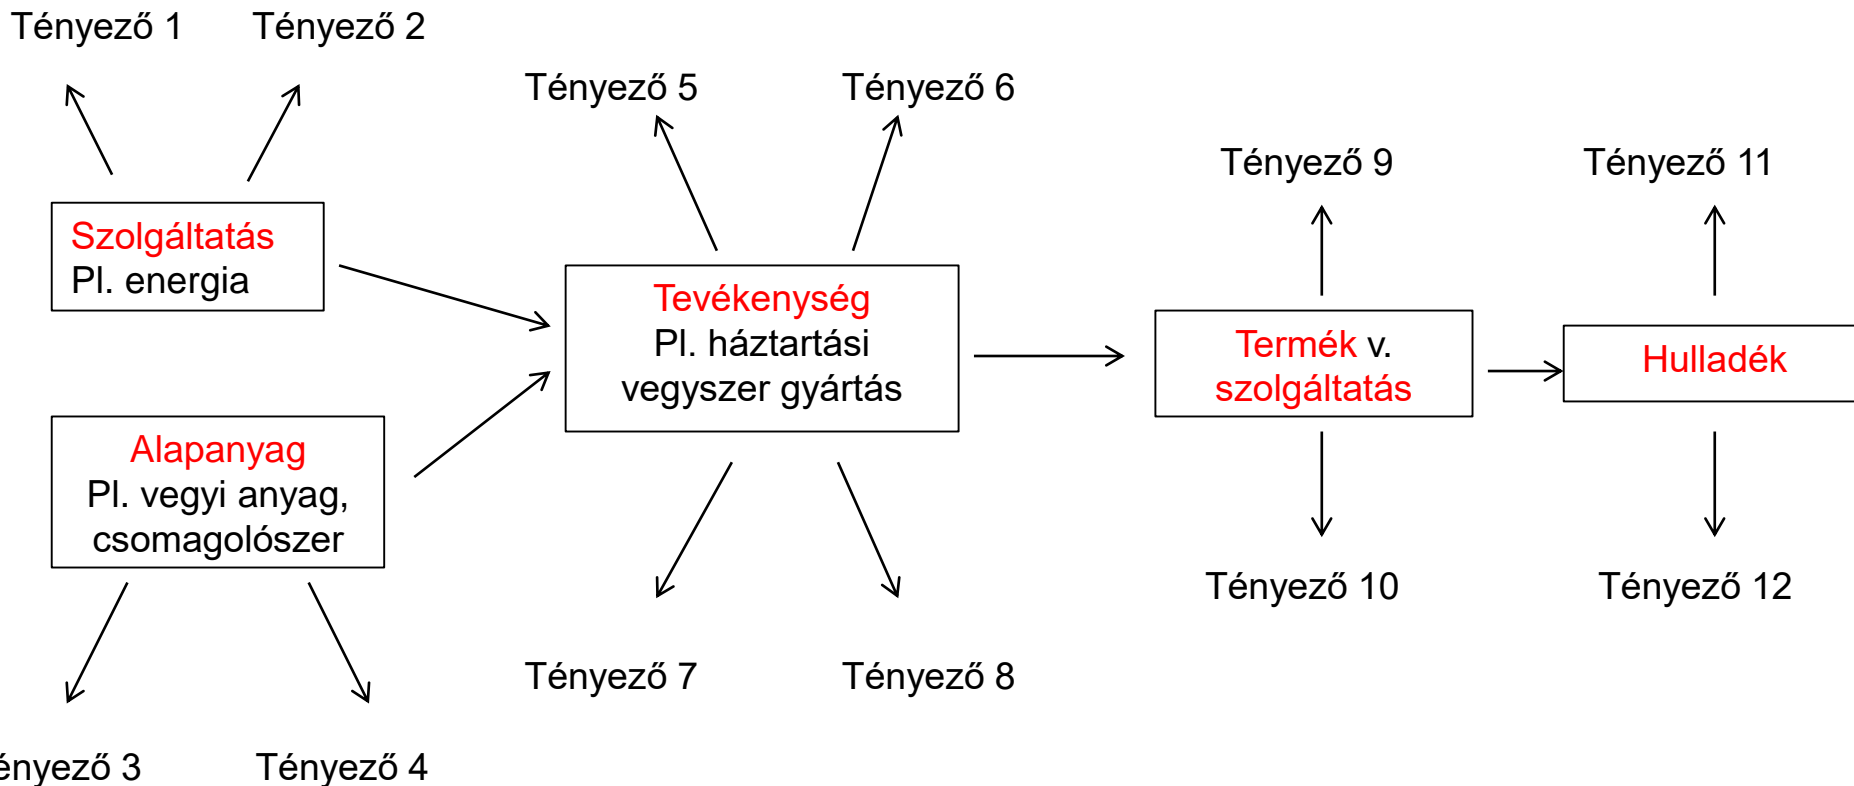 Tényező 1
Tényező 2
Tényező 5
Tényező 6
Tényező 9
Tényező 11
Szolgáltatás
Pl. energia
Tevékenység
Pl. háztartási
vegyszer gyártás
Termék v.
szolgáltatás
Hulladék
Alapanyag
Pl. vegyi anyag,
csomagolószer
Tényező 10
Tényező 12
Tényező 7
Tényező 8
ényező 3
Tényező 4